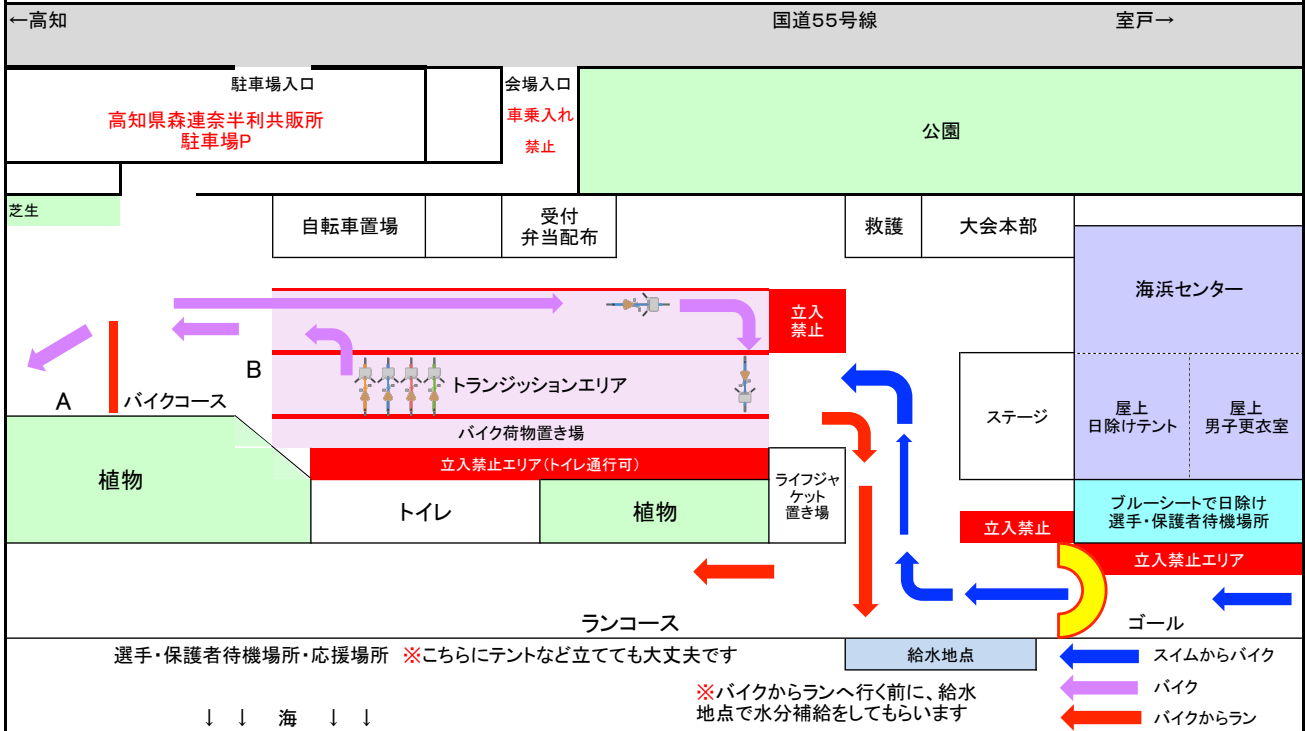 ←高知
国道55号線
室戸→
駐車場入口
高知県森連奈半利共販所
駐車場P
会場入口
車乗入れ
禁止
公園
芝生
自転車置場
受付
弁当配布
救護
大会本部
海浜センター
立入
禁止
B
トランジッションエリア
A
バイクコース
バイク荷物置き場
ステージ
屋上
日除けテント
屋上
男子更衣室
植物
立入禁止エリア(トイレ通行可)
トイレ
植物
ライフジャ
ケット
置き場
ブルーシートで日除け
選手・保護者待機場所
立入禁止
立入禁止エリア
ランコース
ゴール
選手・保護者待機場所・応援場所 ※こちらにテントなど立てても大丈夫です
給水地点
スイムからバイク
※バイクからランへ行く前に、給水
地点で水分補給をしてもらいます
バイク
バイクからラン
↓ ↓ 海 ↓ ↓